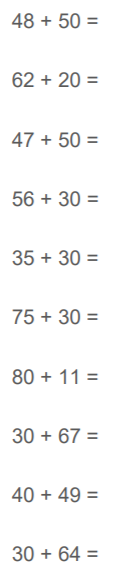 48 + 50 =
62 + 20 =
47 + 50 =
56 + 30 =
35 + 30 =
75 + 30 =
80 + 11 =
30 + 67 =
40 + 49 =
30 + 64 =